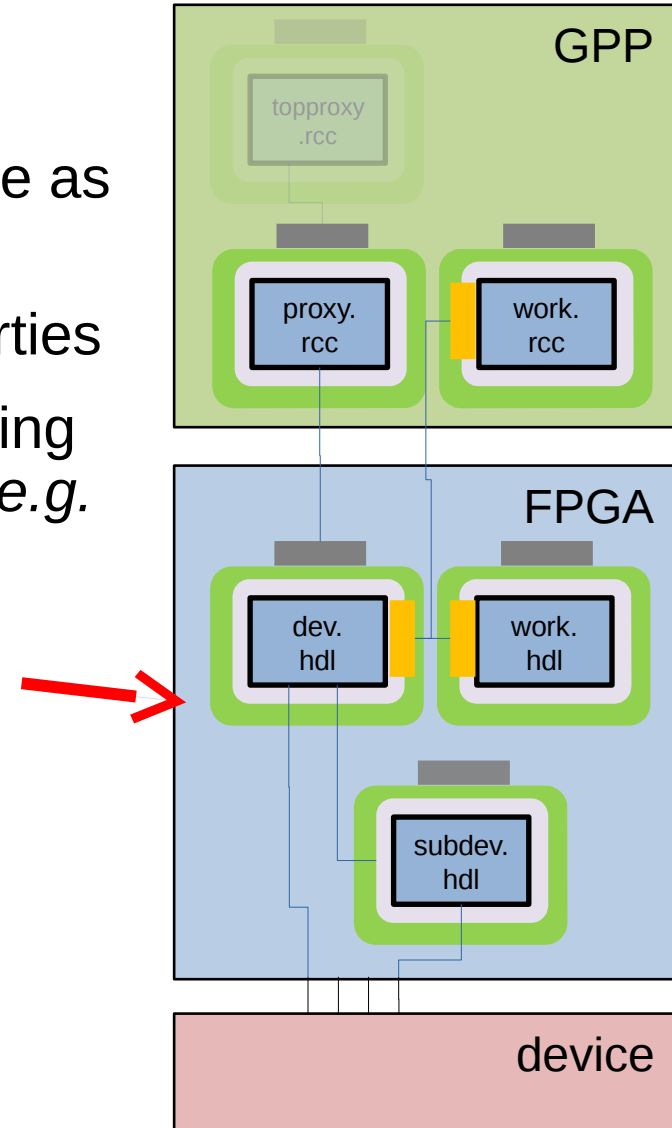 GPP
topproxy
.rcc
e as
proxy.
rcc
work.
rcc
rties
ing
e.g.
FPGA
dev.
hdl
work.
hdl
subdev.
hdl
device